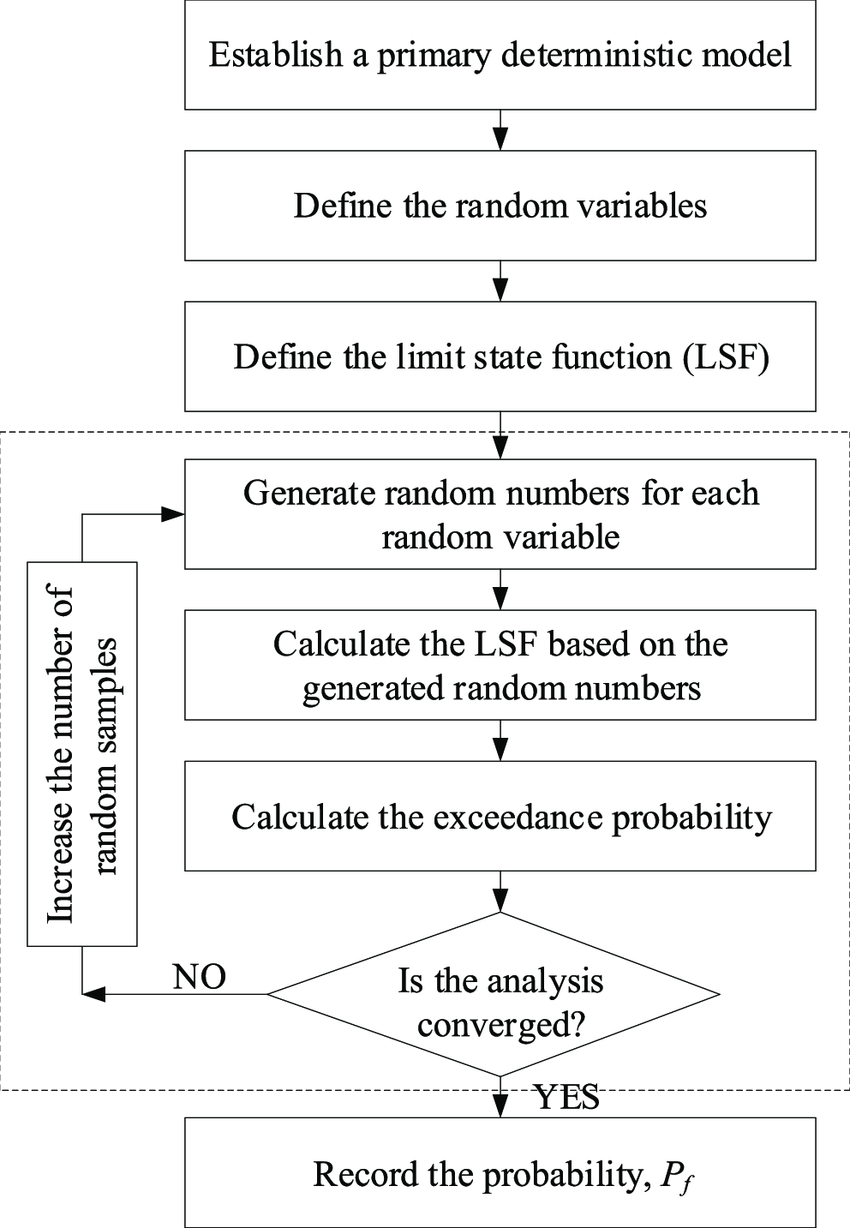 Establish a primary deterministic model
Define the random variables
Define the limit state function (LSF)
Generate random numbers for each
random variable
Calculate the LSF based on the
generated random numbers
Calculate the exceedance probability
Is the analysis
converged?
NO
Increase the number of
random samples
YES
Record the probability, P_f